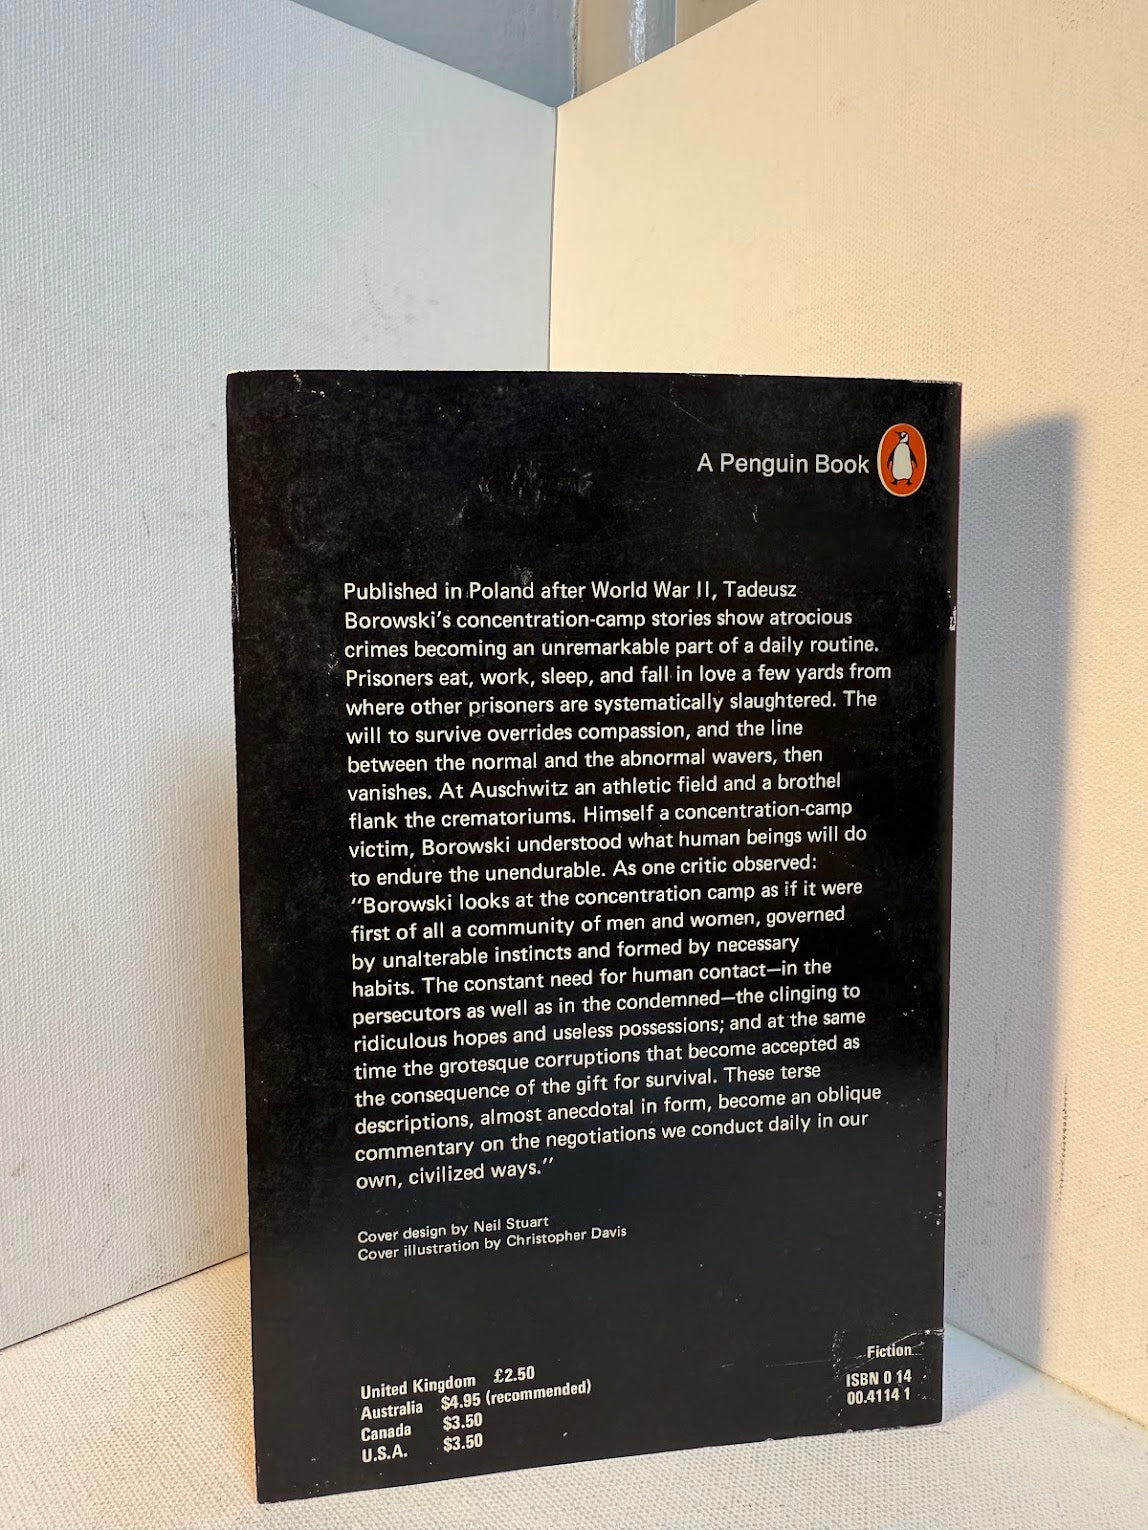 A Penguin Book
Published in Poland after World War II, Tadeusz
Borowski's concentration-camp stories show atrocious
crimes becoming an unremarkable part of a daily routine.
Prisoners eat, work, sleep, and fall in love a few yards from
where other prisoners are systematically slaughtered. The
will to survive overrides compassion, and the line
between the normal and the abnormal wavers, then
vanishes. At Auschwitz an athletic field and a brothel
flank the crematoriums. Himself a concentration-camp
victim, Borowski understood what human beings will do
to endure the unendurable. As one critic observed:
"Borowski looks at the concentration camp as if it were
first of all a community of men and women, governed
by unalterable instincts and formed by necessary
habits. The constant need for human contact—in the
persecutors as well as in the condemned—the clinging to
ridiculous hopes and useless possessions; and at the same
time the grotesque corruptions that become accepted as
the consequence of the gift for survival. These terse
descriptions, almost anecdotal in form, become an oblique
commentary on the negotiations we conduct daily in our
own, civilized ways."
Cover design by Neil Stuart
Cover illustration by Christopher Davis
United Kingdom £2.50
Australia $4.95 (recommended)
Canada $3.50
U.S.A. $3.50
Fiction
ISBN 0 14
00.4114 1